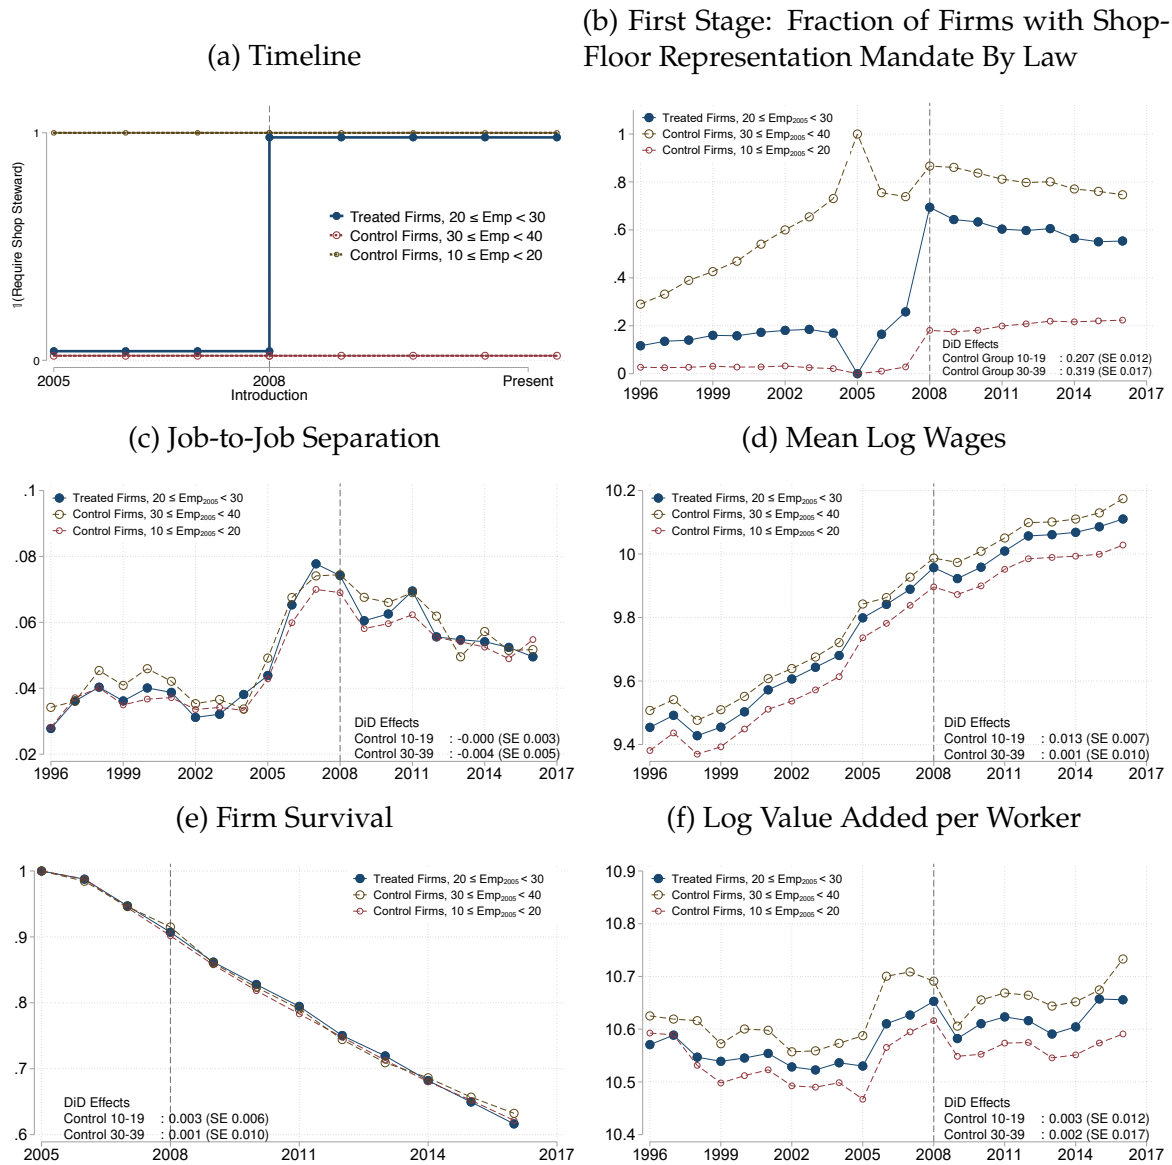 (a) Timeline
1
0
𝟙(Require Shop Steward)
Treated Firms, 20 ≤ Emp < 30
Control Firms, 30 ≤ Emp < 40
Control Firms, 10 ≤ Emp < 20
2005
2008
Present
Introduction
(b) First Stage: Fraction of Firms with Shop-
Floor Representation Mandate By Law
Treated Firms, 20 ≤ Emp₂₀₀₅ < 30
Control Firms, 30 ≤ Emp₂₀₀₅ < 40
Control Firms, 10 ≤ Emp₂₀₀₅ < 20
1
.8
.6
.4
.2
0
DiD Effects
Control Group 10-19 : 0.207 (SE 0.012)
Control Group 30-39 : 0.319 (SE 0.017)
1996 1999 2002 2005 2008 2011 2014 2017
(c) Job-to-Job Separation
Treated Firms, 20 ≤ Emp₂₀₀₅ < 30
Control Firms, 30 ≤ Emp₂₀₀₅ < 40
Control Firms, 10 ≤ Emp₂₀₀₅ < 20
.1
.08
.06
.04
.02
DiD Effects
Control 10-19 : -0.000 (SE 0.003)
Control 30-39 : -0.004 (SE 0.005)
1996 1999 2002 2005 2008 2011 2014 2017
(d) Mean Log Wages
Treated Firms, 20 ≤ Emp₂₀₀₅ < 30
Control Firms, 30 ≤ Emp₂₀₀₅ < 40
Control Firms, 10 ≤ Emp₂₀₀₅ < 20
10.2
10
9.8
9.6
9.4
DiD Effects
Control 10-19 : 0.013 (SE 0.007)
Control 30-39 : 0.001 (SE 0.010)
1996 1999 2002 2005 2008 2011 2014 2017
(e) Firm Survival
Treated Firms, 20 ≤ Emp₂₀₀₅ < 30
Control Firms, 30 ≤ Emp₂₀₀₅ < 40
Control Firms, 10 ≤ Emp₂₀₀₅ < 20
1
.9
.8
.7
.6
DiD Effects
Control 10-19 : 0.003 (SE 0.006)
Control 30-39 : 0.001 (SE 0.010)
2005 2008 2011 2014 2017
(f) Log Value Added per Worker
Treated Firms, 20 ≤ Emp₂₀₀₅ < 30
Control Firms, 30 ≤ Emp₂₀₀₅ < 40
Control Firms, 10 ≤ Emp₂₀₀₅ < 20
10.9
10.8
10.7
10.6
10.5
10.4
DiD Effects
Control 10-19 : 0.003 (SE 0.012)
Control 30-39 : 0.002 (SE 0.017)
1996 1999 2002 2005 2008 2011 2014 2017